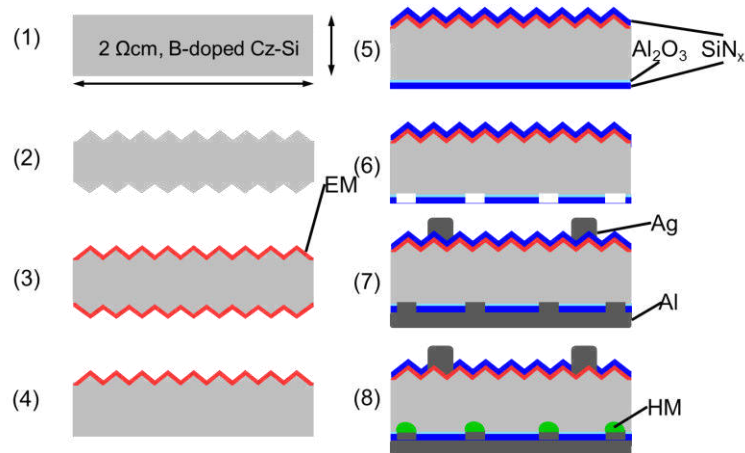 (1)
2 Ωcm, B-doped Cz-Si
(2)
EM
(3)
(4)
(5)
Al₂O₃ SiNₓ
(6)
Ag
(7)
Al
(8)
HM